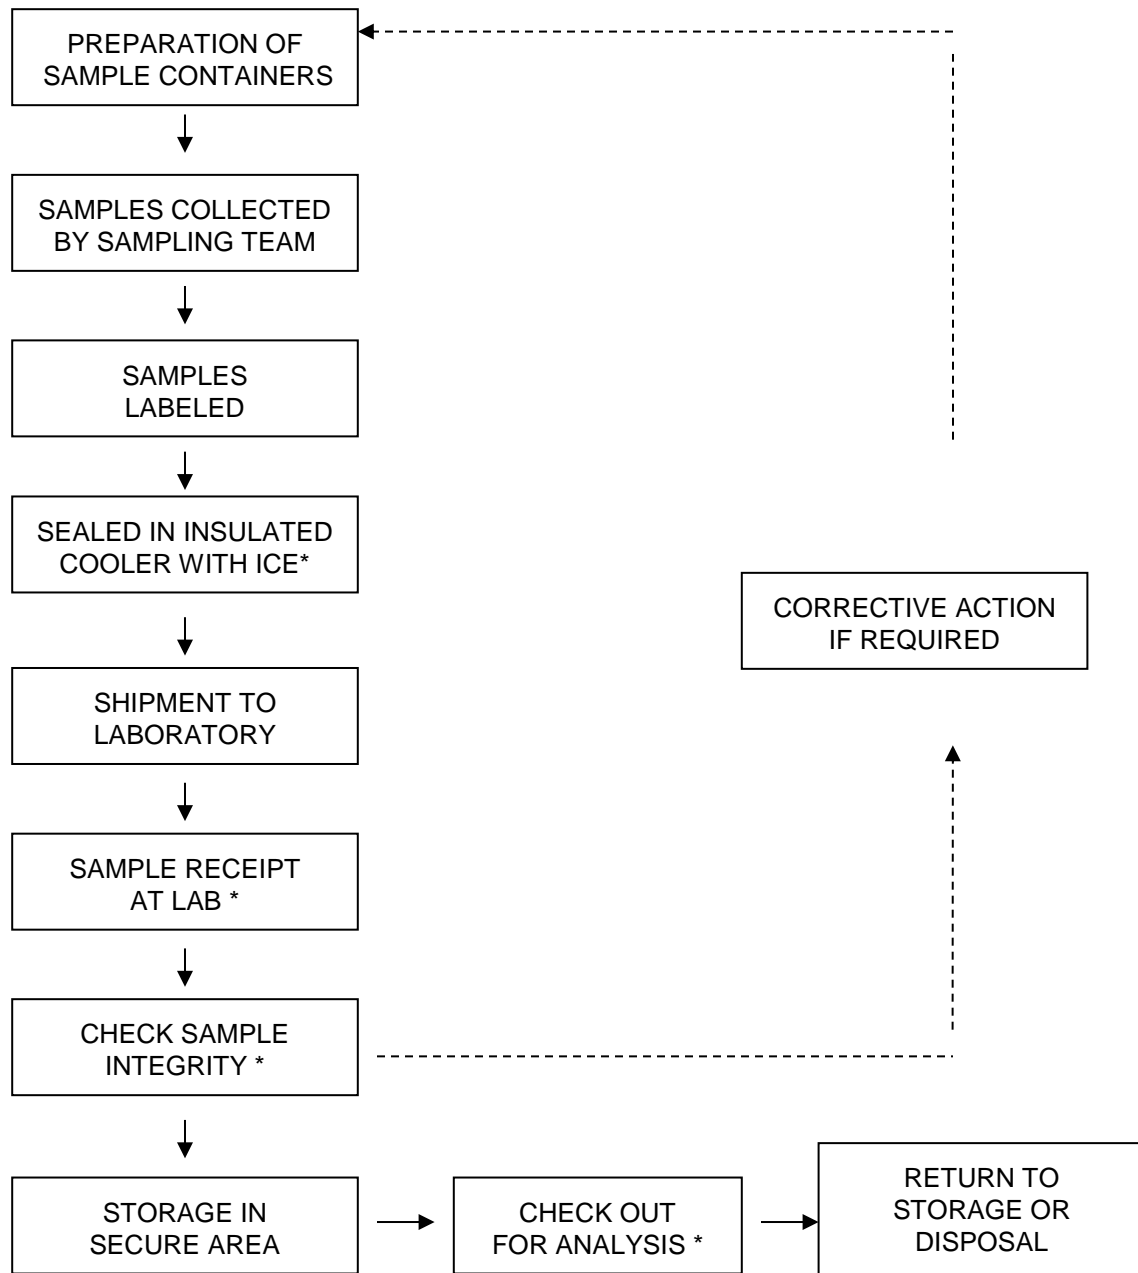 PREPARATION OF
SAMPLE CONTAINERS
SAMPLES COLLECTED
BY SAMPLING TEAM
SAMPLES
LABELED
SEALED IN INSULATED
COOLER WITH ICE*
CORRECTIVE ACTION
IF REQUIRED
SHIPMENT TO
LABORATORY
SAMPLE RECEIPT
AT LAB *
CHECK SAMPLE
INTEGRITY *
STORAGE IN
SECURE AREA
CHECK OUT
FOR ANALYSIS *
RETURN TO
STORAGE OR
DISPOSAL